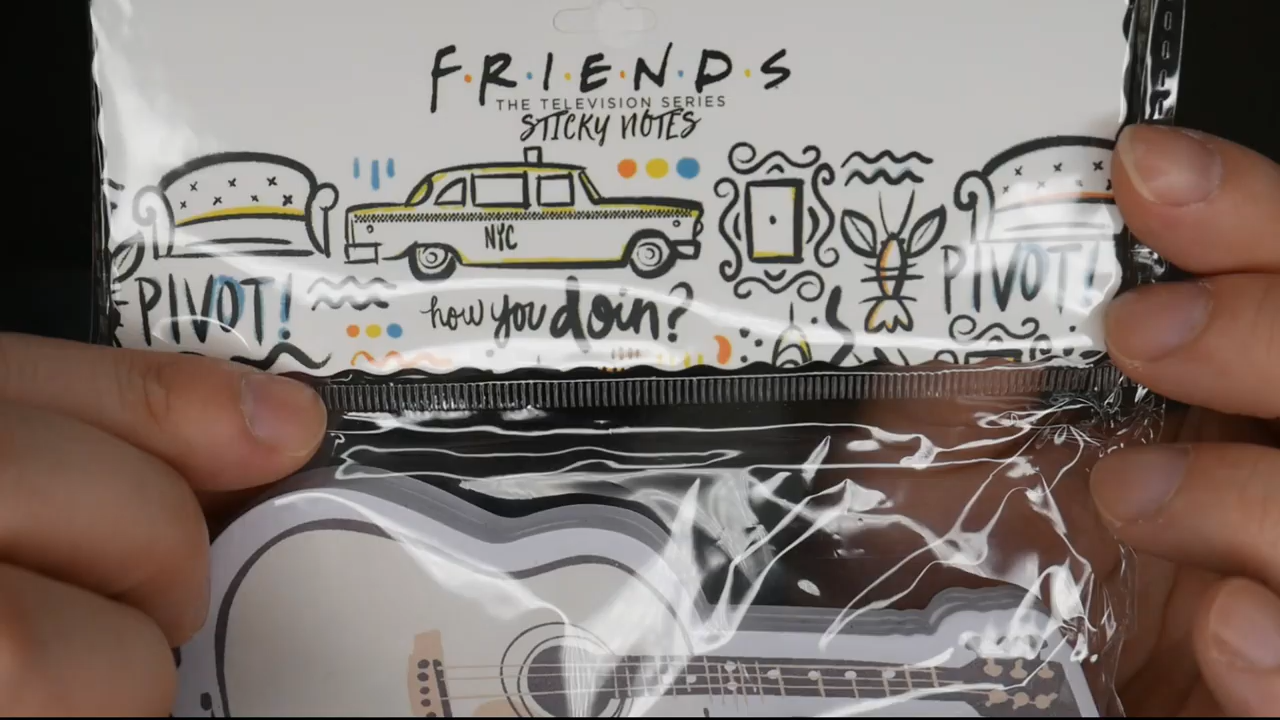 F·R·I·E·N·D·S
THE TELEVISION SERIES
STICKY NOTES
NYC
PIVOT!
how you doin?
PIVOT!